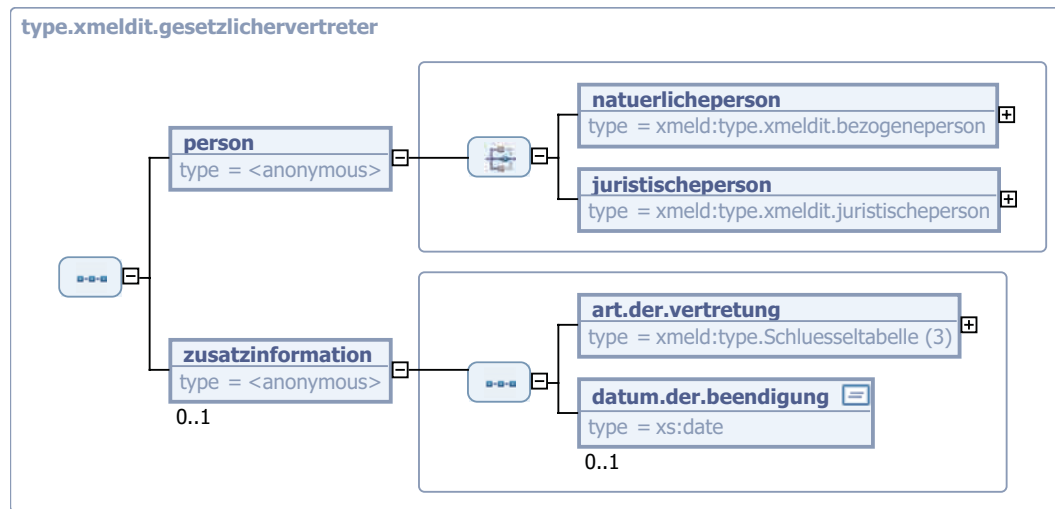 type.xmeldit.gesetzlichervertreter
natuerlicheperson
type = xmeld:type.xmeldit.bezogeneperson
person
type = <anonymous>
juristischeperson
type = xmeld:type.xmeldit.juristischeperson
art.der.vertretung
type = xmeld:type.Schluesseltabelle (3)
zusatzinformation
type = <anonymous>
0..1
datum.der.beendigung
type = xs:date
0..1